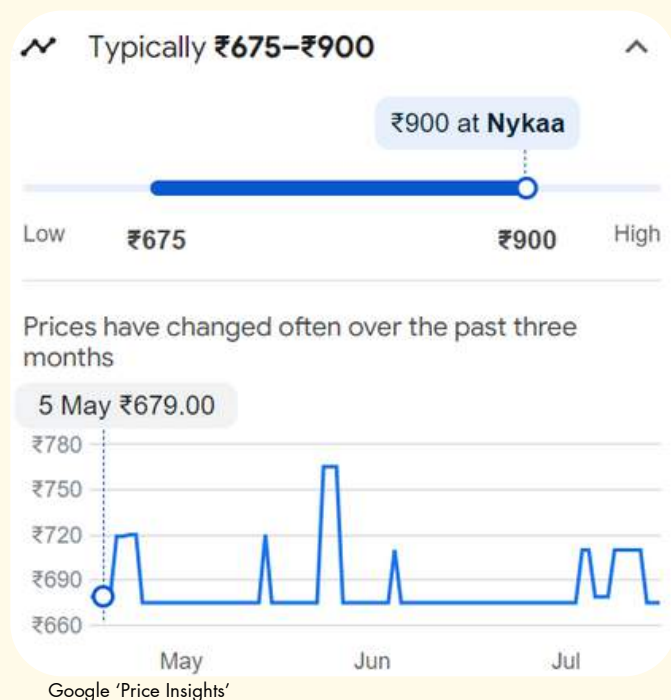 Typically ₹675–₹900
₹900 at Nykaa
Low ₹675 ₹900 High
Prices have changed often over the past three
months
5 May ₹679.00
₹780
₹750
₹720
₹690
₹660
May Jun Jul
Google ‘Price Insights’